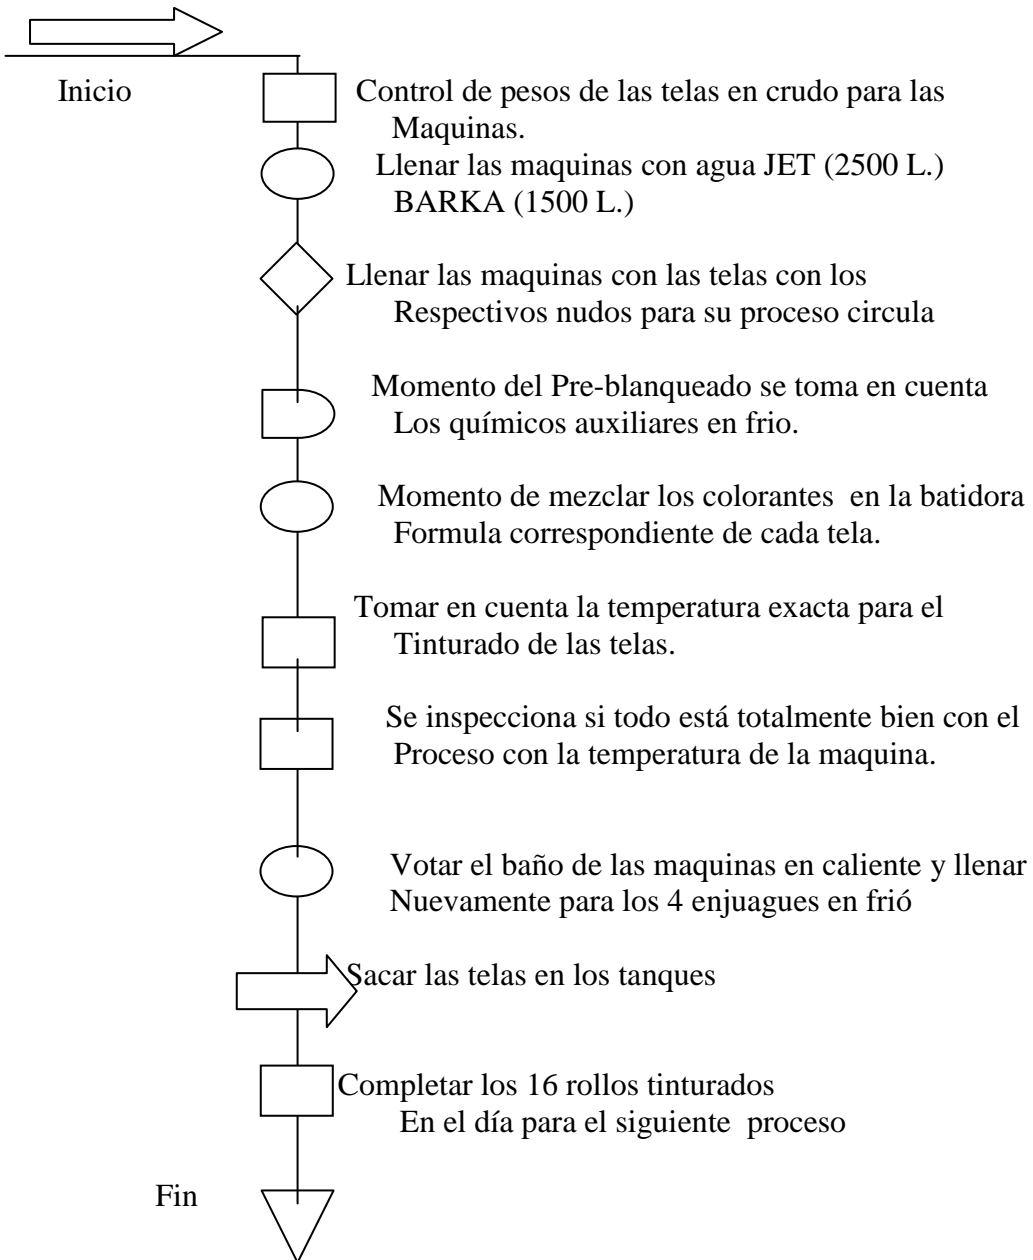 Inicio
Control de pesos de las telas en crudo para las
Maquinas.
Llenar las maquinas con agua JET (2500 L.)
BARKA (1500 L.)
Llenar las maquinas con las telas con los
Respectivos nudos para su proceso circula
Momento del Pre-blanqueado se toma en cuenta
Los químicos auxiliares en frio.
Momento de mezclar los colorantes en la batidora
Formula correspondiente de cada tela.
Tomar en cuenta la temperatura exacta para el
Tinturado de las telas.
Se inspecciona si todo está totalmente bien con el
Proceso con la temperatura de la maquina.
Votar el baño de las maquinas en caliente y llenar
Nuevamente para los 4 enjuagues en frió
Sacar las telas en los tanques
Completar los 16 rollos tinturados
En el día para el siguiente proceso
Fin